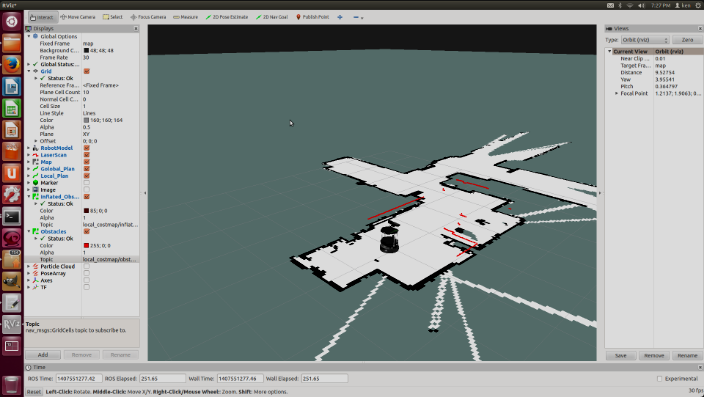 RViz*
7:27 PM
ken
Interact
Move Camera
Select
Focus Camera
Measure
2D Pose Estimate
2D Nav Goal
Publish Point
Displays
Global Options
Fixed Frame map
Background C... 48; 48; 48
Frame Rate 30
Global Status:...
Grid
Status: Ok
Reference Fra... <Fixed Frame>
Plane Cell Count 10
Normal Cell C... 0
Cell Size 1
Line Style Lines
Color 160; 160; 164
Alpha 0.5
Plane XY
Offset 0; 0; 0
RobotModel
LaserScan
Map
Golobal_Plan
Local_Plan
Marker
Image
Inflated_Obs...
Status: Ok
Color 85; 0; 0
Alpha 1
Topic local_costmap/inflat...
Obstacles
Status: Ok
Color 255; 0; 0
Alpha 1
Topic local_costmap/obst...
Particle Cloud
PoseArray
Axes
TF
Topic
nav_msgs::GridCells topic to subscribe to.
Add Remove Rename
Views
Type: Orbit (rviz) Zero
Current View Orbit (rviz)
Near Clip ... 0.01
Target Fra... map
Distance 9.52754
Yaw 3.95541
Pitch 0.364797
Focal Point 1.2137; 1.9063; 0...
Save Remove Rename
Time
ROS Time: 1407551277.42 ROS Elapsed: 251.65 Wall Time: 1407551277.46 Wall Elapsed: 251.65 Experimental
Reset Left-Click: Rotate. Middle-Click: Move X/Y. Right-Click/Mouse Wheel: Zoom. Shift: More options. 30 fps